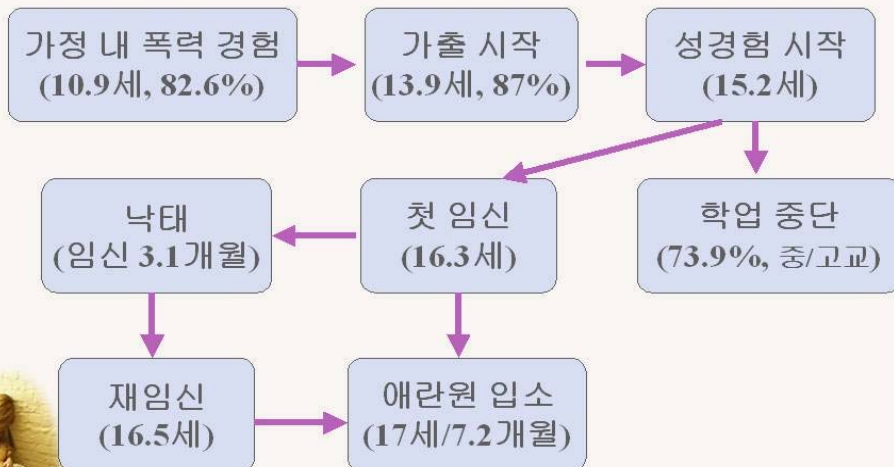 가정 내 폭력 경험
(10.9세, 82.6%)
가출 시작
(13.9세, 87%)
성경험 시작
(15.2세)
낙태
(임신 3.1개월)
첫 임신
(16.3세)
학업 중단
(73.9%, 중/고교)
재임신
(16.5세)
애란원 입소
(17세/7.2개월)